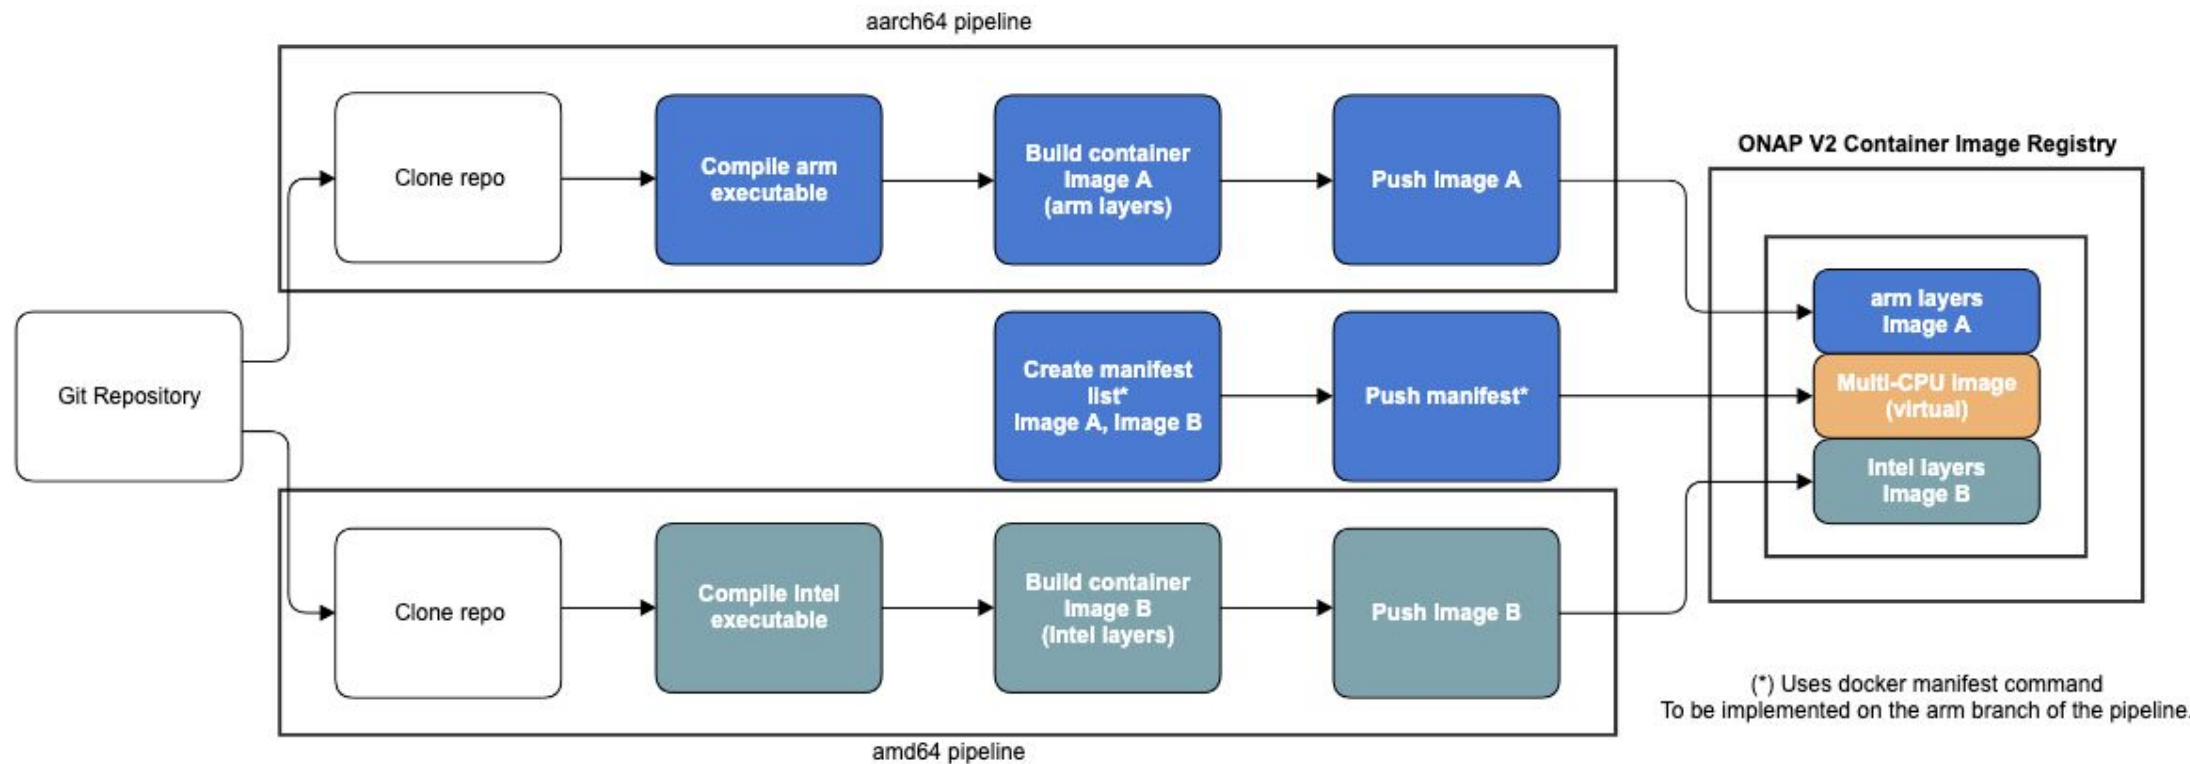 aarch64 pipeline
Clone repo
Compile arm
executable
Build container
Image A
(arm layers)
Push Image A
ONAP V2 Container Image Registry
arm layers
Image A
Multi-CPU image
(virtual)
Intel layers
Image B
Git Repository
Create manifest
list*
Image A, Image B
Push manifest*
Clone repo
Compile Intel
executable
Build container
Image B
(Intel layers)
Push Image B
amd64 pipeline
(*) Uses docker manifest command
To be implemented on the arm branch of the pipeline.